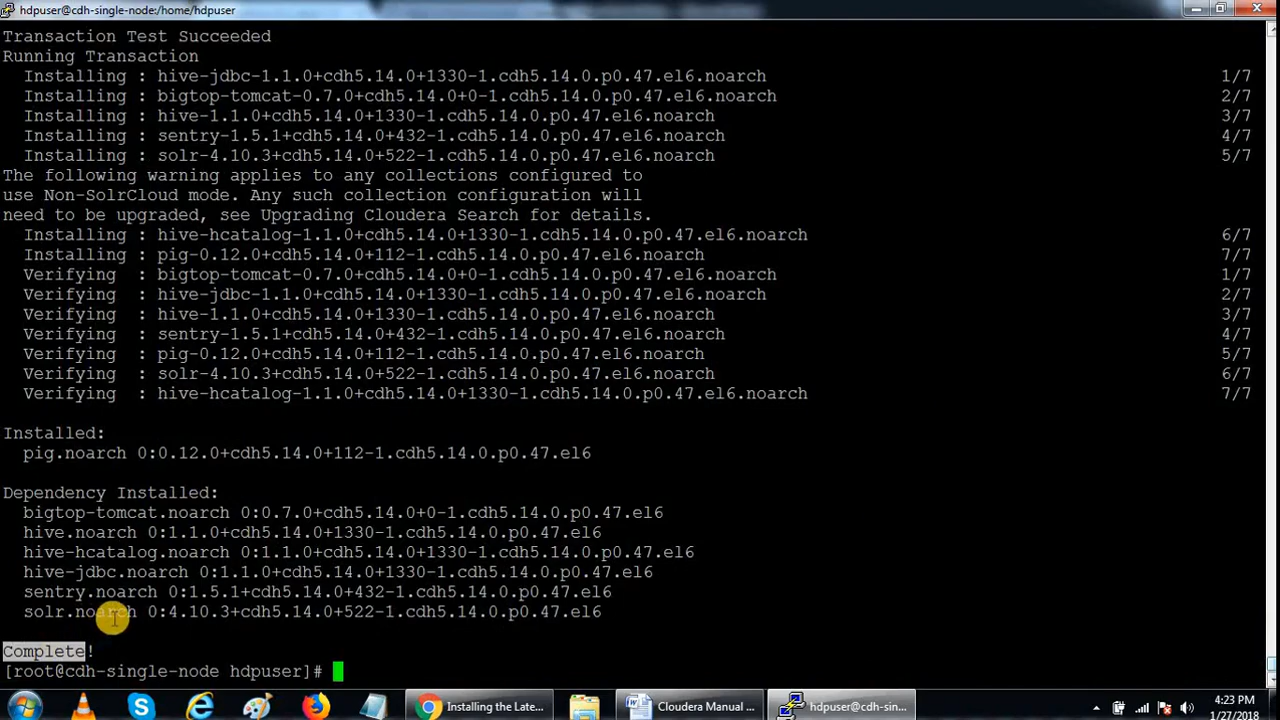 hdpuser@cdh-single-node:/home/hdpuser
Transaction Test Succeeded
Running Transaction
Installing : hive-jdbc-1.1.0+cdh5.14.0+1330-1.cdh5.14.0.p0.47.el6.noarch 1/7
Installing : bigtop-tomcat-0.7.0+cdh5.14.0+0-1.cdh5.14.0.p0.47.el6.noarch 2/7
Installing : hive-1.1.0+cdh5.14.0+1330-1.cdh5.14.0.p0.47.el6.noarch 3/7
Installing : sentry-1.5.1+cdh5.14.0+432-1.cdh5.14.0.p0.47.el6.noarch 4/7
Installing : solr-4.10.3+cdh5.14.0+522-1.cdh5.14.0.p0.47.el6.noarch 5/7
The following warning applies to any collections configured to
use Non-SolrCloud mode. Any such collection configuration will
need to be upgraded, see Upgrading Cloudera Search for details.
Installing : hive-hcatalog-1.1.0+cdh5.14.0+1330-1.cdh5.14.0.p0.47.el6.noarch 6/7
Installing : pig-0.12.0+cdh5.14.0+112-1.cdh5.14.0.p0.47.el6.noarch 7/7
Verifying : bigtop-tomcat-0.7.0+cdh5.14.0+0-1.cdh5.14.0.p0.47.el6.noarch 1/7
Verifying : hive-jdbc-1.1.0+cdh5.14.0+1330-1.cdh5.14.0.p0.47.el6.noarch 2/7
Verifying : hive-1.1.0+cdh5.14.0+1330-1.cdh5.14.0.p0.47.el6.noarch 3/7
Verifying : sentry-1.5.1+cdh5.14.0+432-1.cdh5.14.0.p0.47.el6.noarch 4/7
Verifying : pig-0.12.0+cdh5.14.0+112-1.cdh5.14.0.p0.47.el6.noarch 5/7
Verifying : solr-4.10.3+cdh5.14.0+522-1.cdh5.14.0.p0.47.el6.noarch 6/7
Verifying : hive-hcatalog-1.1.0+cdh5.14.0+1330-1.cdh5.14.0.p0.47.el6.noarch 7/7
Installed:
pig.noarch 0:0.12.0+cdh5.14.0+112-1.cdh5.14.0.p0.47.el6
Dependency Installed:
bigtop-tomcat.noarch 0:0.7.0+cdh5.14.0+0-1.cdh5.14.0.p0.47.el6
hive.noarch 0:1.1.0+cdh5.14.0+1330-1.cdh5.14.0.p0.47.el6
hive-hcatalog.noarch 0:1.1.0+cdh5.14.0+1330-1.cdh5.14.0.p0.47.el6
hive-jdbc.noarch 0:1.1.0+cdh5.14.0+1330-1.cdh5.14.0.p0.47.el6
sentry.noarch 0:1.5.1+cdh5.14.0+432-1.cdh5.14.0.p0.47.el6
solr.noarch 0:4.10.3+cdh5.14.0+522-1.cdh5.14.0.p0.47.el6
Complete!
[root@cdh-single-node hdpuser]#
Installing the Late...
Cloudera Manual ...
hdpuser@cdh-sin...
4:23 PM
1/27/2018